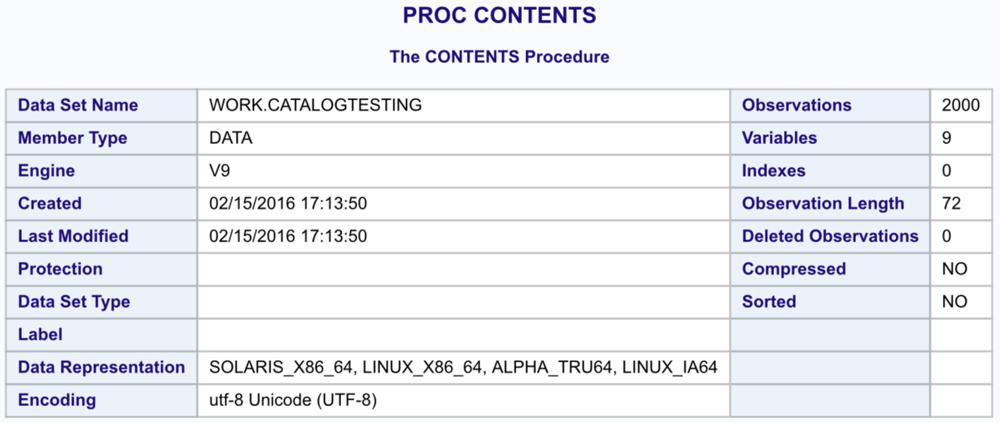 PROC CONTENTS
The CONTENTS Procedure
Data Set Name WORK.CATALOGTESTING Observations 2000
Member Type DATA Variables 9
Engine V9 Indexes 0
Created 02/15/2016 17:13:50 Observation Length 72
Last Modified 02/15/2016 17:13:50 Deleted Observations 0
Protection Compressed NO
Data Set Type Sorted NO
Label
Data Representation SOLARIS_X86_64, LINUX_X86_64, ALPHA_TRU64, LINUX_IA64
Encoding utf-8 Unicode (UTF-8)